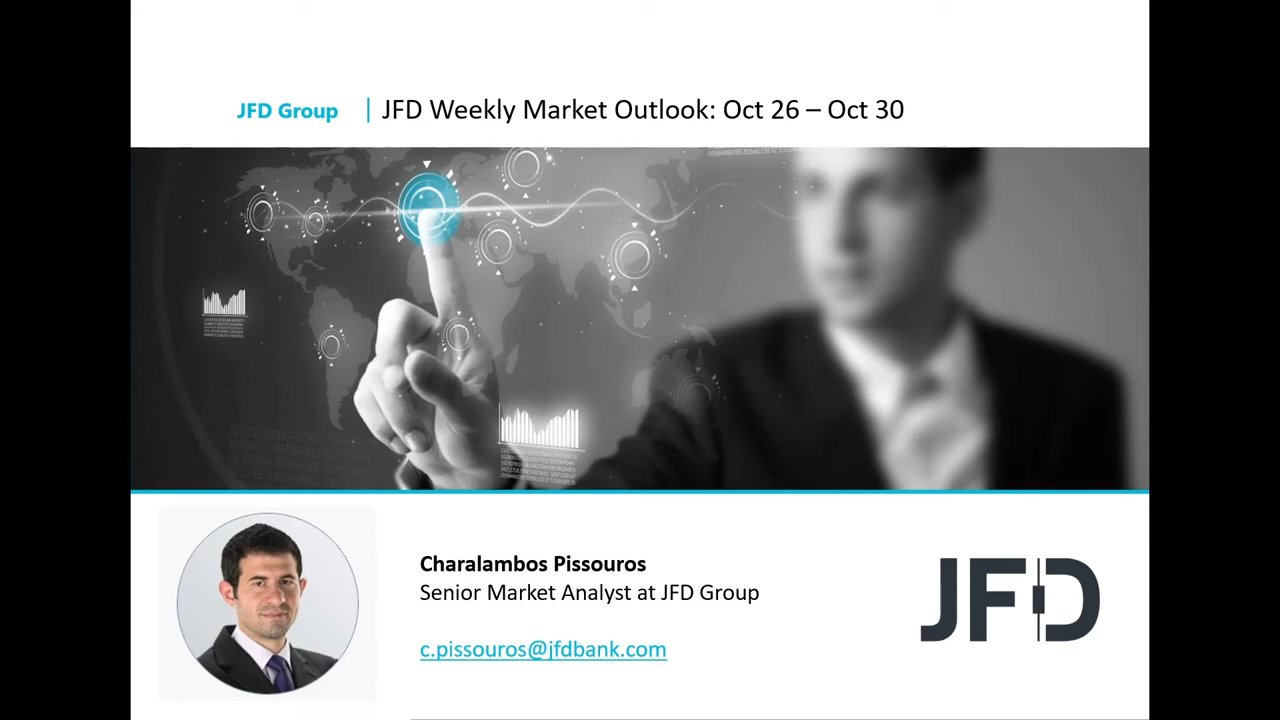 JFD Group | JFD Weekly Market Outlook: Oct 26 – Oct 30
Charalambos Pissouros
Senior Market Analyst at JFD Group
c.pissouros@jfdbank.com
JFD